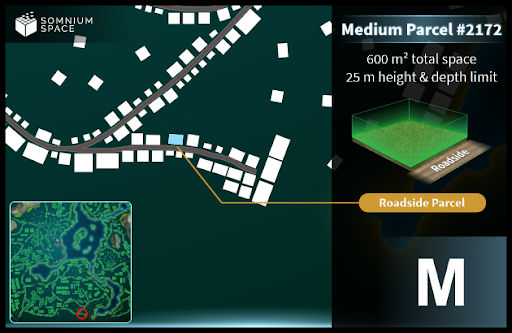 SOMNIUM
SPACE
Medium Parcel #2172
600 m² total space
25 m height & depth limit
Roadside
Roadside Parcel
M